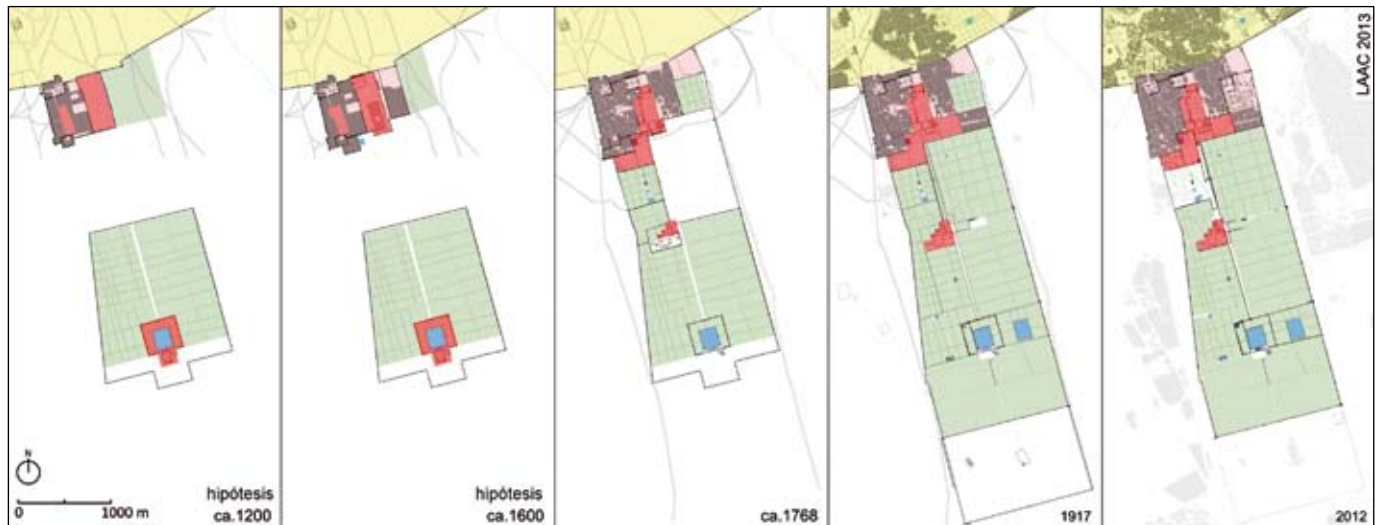 N
0
1000 m
hipótesis
ca.1200
hipótesis
ca.1600
ca.1768
1917
2012
LAAC 2013